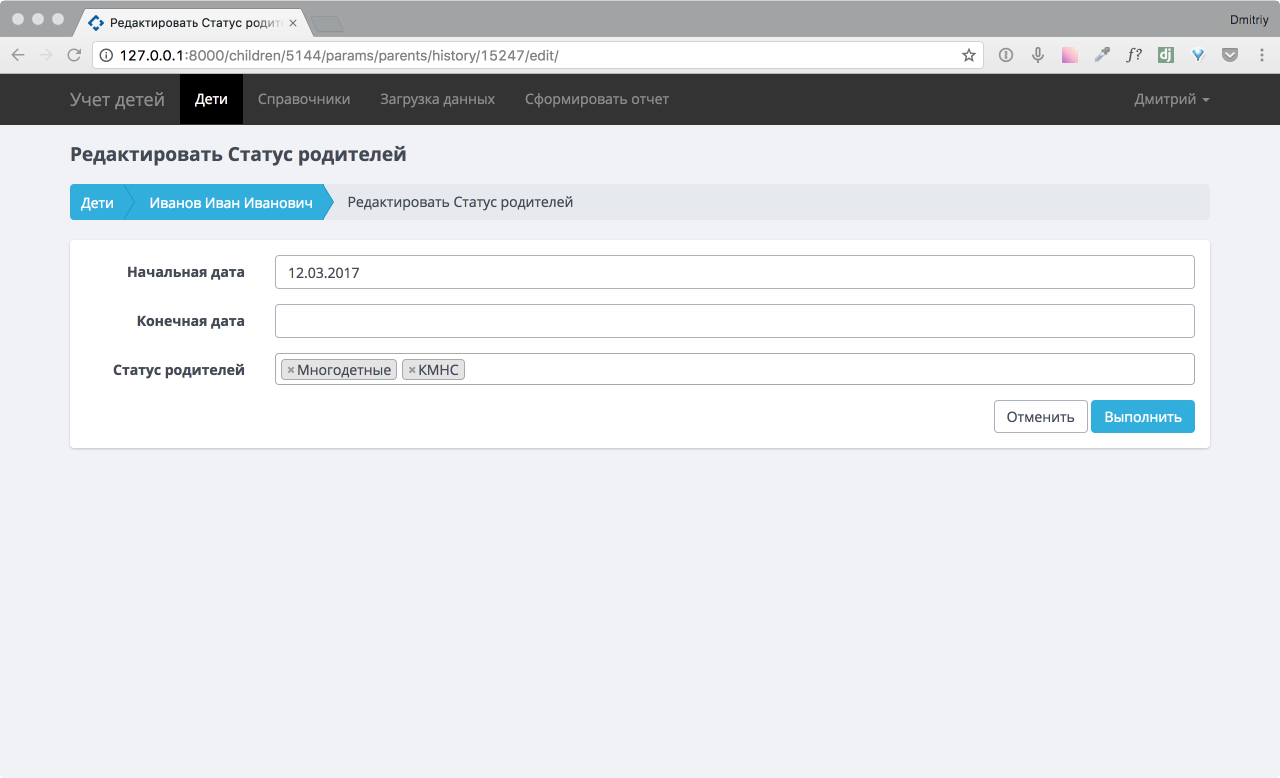 Dmitriy
Редактировать Статус родит
127.0.0.1:8000/children/5144/params/parents/history/15247/edit/
f?
dj
Учет детей Дети Справочники Загрузка данных Сформировать отчет Дмитрий
Редактировать Статус родителей
Дети Иванов Иван Иванович Редактировать Статус родителей
Начальная дата 12.03.2017
Конечная дата
Статус родителей ×Многодетные ×КМНС
Отменить Выполнить